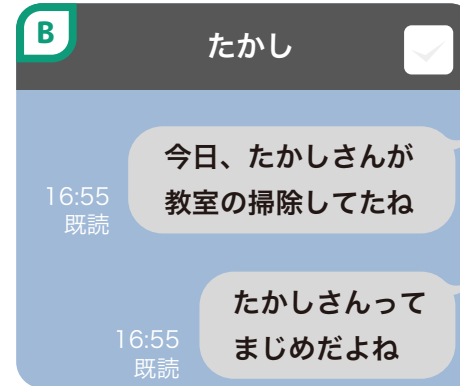 B
たかし
今日、たかしさんが
教室の掃除してたね
16:55
既読
たかしさんって
まじめだよね
16:55
既読